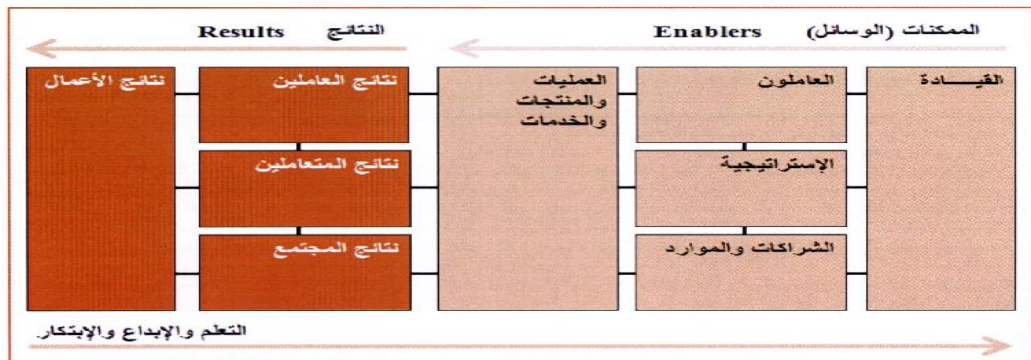 الممكنات (الوسائل) Enablers
النتائج Results
القيـــادة
العاملون
الإستراتيجية
الشراكات والموارد
العمليات
والمنتجات
والخدمات
نتائج العاملين
نتائج المتعاملين
نتائج المجتمع
نتائج الأعمال
التعلم والإبداع والإبتكار.